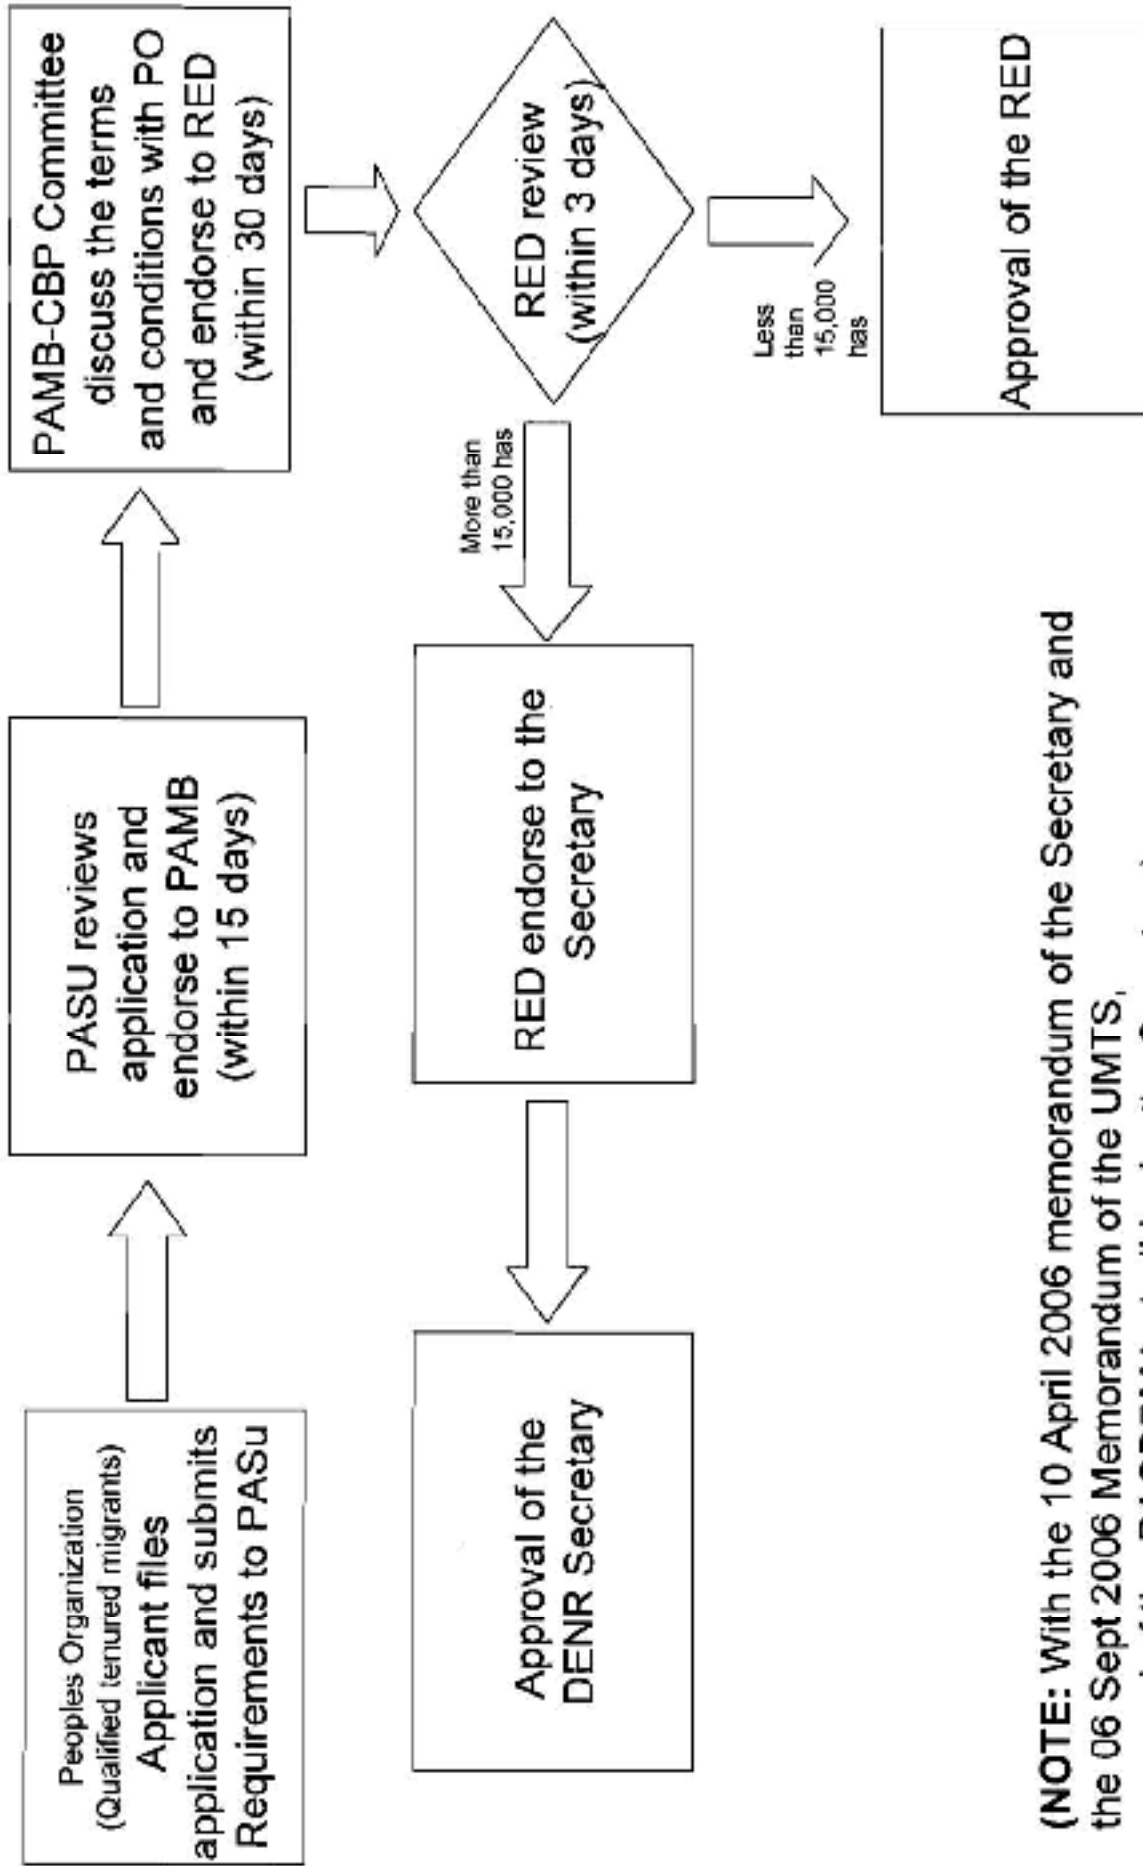 Peoples Organization
(Qualified tenured migrants)
Applicant files
application and submits
Requirements to PASu
PASU reviews
application and
endorse to PAMB
(within 15 days)
PAMB-CBP Committee
discuss the terms
and conditions with PO
and endorse to RED
(within 30 days)
RED review
(within 3 days)
More than
15,000 has
RED endorse to the
Secretary
Approval of the
DENR Secretary
Less
than
15,000
has
Approval of the RED
(NOTE: With the 10 April 2006 memorandum of the Secretary and
the 06 Sept 2006 Memorandum of the UMTS,